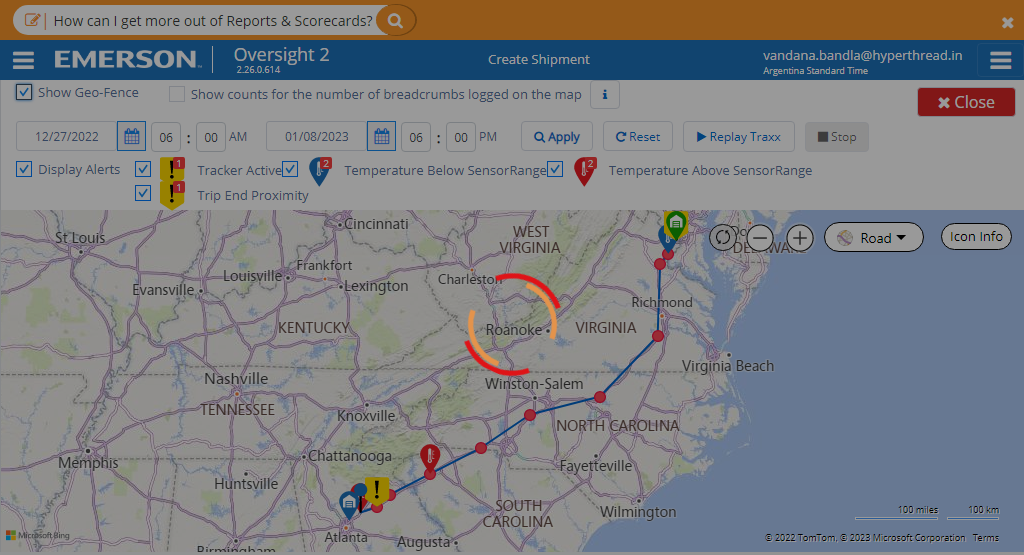 How can I get more out of Reports & Scorecards?
EMERSON
Oversight 2
2.26.0.614
Create Shipment
vandana.bandla@hyperthread.in
Argentina Standard Time
Show Geo-Fence
Show counts for the number of breadcrumbs logged on the map
i
Close
12/27/2022
06
:
00
AM
01/08/2023
06
:
00
PM
Apply
Reset
Replay Traxx
Stop
Display Alerts
1
Tracker Active
2
Temperature Below SensorRange
2
Temperature Above SensorRange
1
Trip End Proximity
Road
Icon Info
St Louis
Cincinnati
WEST
VIRGINIA
DELAWARE
Frankfort
Louisville
Charleston
Evansville
Lexington
Richmond
KENTUCKY
Roanoke
VIRGINIA
Virginia Beach
Nashville
Winston-Salem
TENNESSEE
Knoxville
NORTH CAROLINA
Memphis
Chattanooga
Fayetteville
Huntsville
SOUTH
CAROLINA
Wilmington
100 miles
100 km
Microsoft Bing
Atlanta
Augusta
© 2022 TomTom, © 2023 Microsoft Corporation Terms
Birmingham